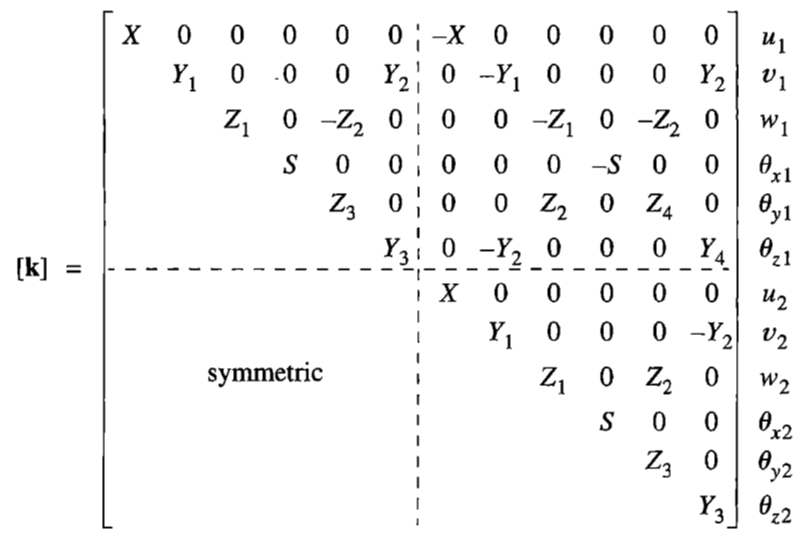 X 0 0 0 0 0 –X 0 0 0 0 0 u₁
Y₁ 0 0 0 Y₂ 0 –Y₁ 0 0 0 Y₂ v₁
Z₁ 0 –Z₂ 0 0 0 –Z₁ 0 –Z₂ 0 w₁
S 0 0 0 0 0 –S 0 0 θₓ₁
Z₃ 0 0 0 Z₂ 0 Z₄ 0 θy1
Y₃ 0 –Y₂ 0 0 0 Y₄ θz1
[k] =
X 0 0 0 0 0 u₂
Y₁ 0 0 0 –Y₂ v₂
symmetric
Z₁ 0 Z₂ 0 w₂
S 0 0 θₓ₂
Z₃ 0 θy2
Y₃ θz2